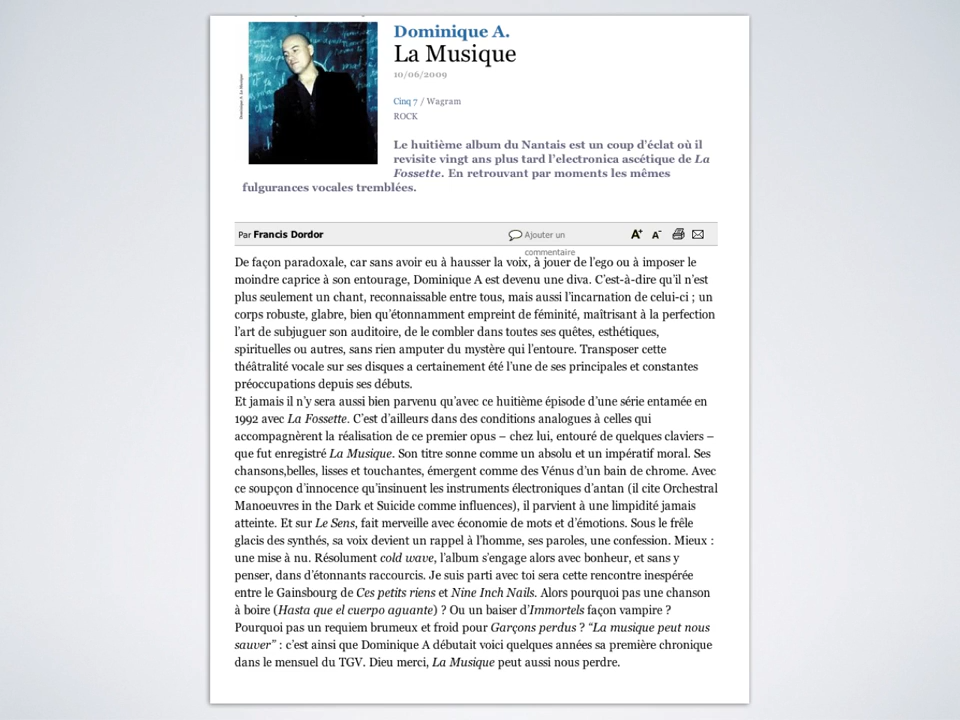 Dominique A.
La Musique
10/06/2009
Dominique A. La Musique
Cinq 7 / Wagram
ROCK
Le huitième album du Nantais est un coup d'éclat où il
revisite vingt ans plus tard l'electronica ascétique de La
Fossette. En retrouvant par moments les mêmes
fulgurances vocales tremblées.
Par Francis Dordor
Ajouter un
commentaire
A+ A-
De façon paradoxale, car sans avoir eu à hausser la voix, à jouer de l'ego ou à imposer le
moindre caprice à son entourage, Dominique A est devenu une diva. C'est-à-dire qu'il n'est
plus seulement un chant, reconnaissable entre tous, mais aussi l'incarnation de celui-ci ; un
corps robuste, glabre, bien qu'étonnamment empreint de féminité, maîtrisant à la perfection
l'art de subjuguer son auditoire, de le combler dans toutes ses quêtes, esthétiques,
spirituelles ou autres, sans rien amputer du mystère qui l'entoure. Transposer cette
théâtralité vocale sur ses disques a certainement été l'une de ses principales et constantes
préoccupations depuis ses débuts.
Et jamais il n'y sera aussi bien parvenu qu'avec ce huitième épisode d'une série entamée en
1992 avec La Fossette. C'est d'ailleurs dans des conditions analogues à celles qui
accompagnèrent la réalisation de ce premier opus – chez lui, entouré de quelques claviers –
que fut enregistré La Musique. Son titre sonne comme un absolu et un impératif moral. Ses
chansons,belles, lisses et touchantes, émergent comme des Vénus d'un bain de chrome. Avec
ce soupçon d'innocence qu'insinuent les instruments électroniques d'antan (il cite Orchestral
Manoeuvres in the Dark et Suicide comme influences), il parvient à une limpidité jamais
atteinte. Et sur Le Sens, fait merveille avec économie de mots et d'émotions. Sous le frêle
glacis des synthés, sa voix devient un rappel à l'homme, ses paroles, une confession. Mieux :
une mise à nu. Résolument cold wave, l'album s'engage alors avec bonheur, et sans y
penser, dans d'étonnants raccourcis. Je suis parti avec toi sera cette rencontre inespérée
entre le Gainsbourg de Ces petits riens et Nine Inch Nails. Alors pourquoi pas une chanson
à boire (Hasta que el cuerpo aguante) ? Ou un baiser d'Immortels façon vampire ?
Pourquoi pas un requiem brumeux et froid pour Garçons perdus ? “La musique peut nous
sauver” : c'est ainsi que Dominique A débutait voici quelques années sa première chronique
dans le mensuel du TGV. Dieu merci, La Musique peut aussi nous perdre.